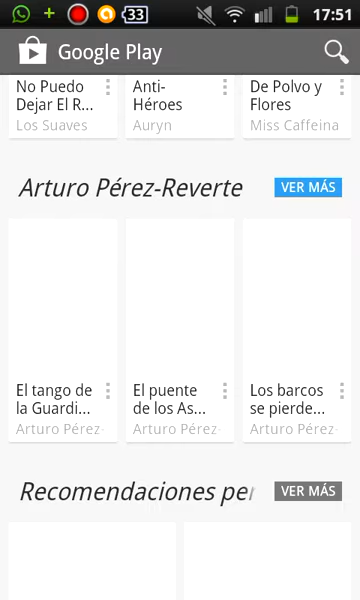 33 17:51
Google Play
No Puedo Anti- De Polvo y
Dejar El R... Héroes Flores
Los Suaves Auryn Miss Caffeina
Arturo Pérez-Reverte VER MÁS
El tango de El puente Los barcos
la Guardi... de los As... se pierde...
Arturo Pérez- Arturo Pérez- Arturo Pérez-
Recomendaciones per VER MÁS